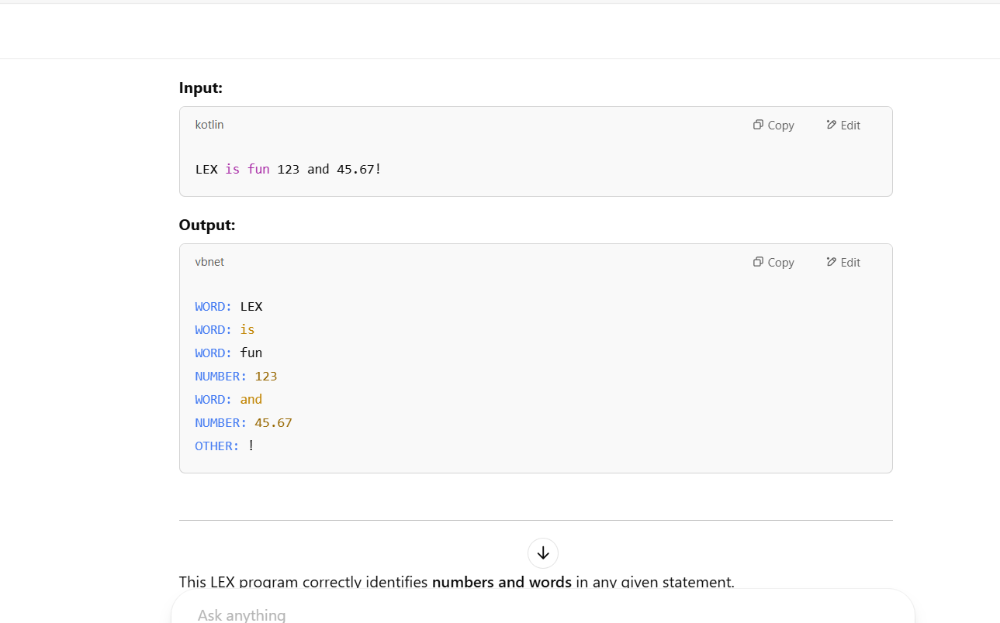 Input:
kotlin
Copy Edit
LEX is fun 123 and 45.67!
Output:
vbnet
Copy Edit
WORD: LEX
WORD: is
WORD: fun
NUMBER: 123
WORD: and
NUMBER: 45.67
OTHER: !
This LEX program correctly identifies numbers and words in any given statement.
Ask anything